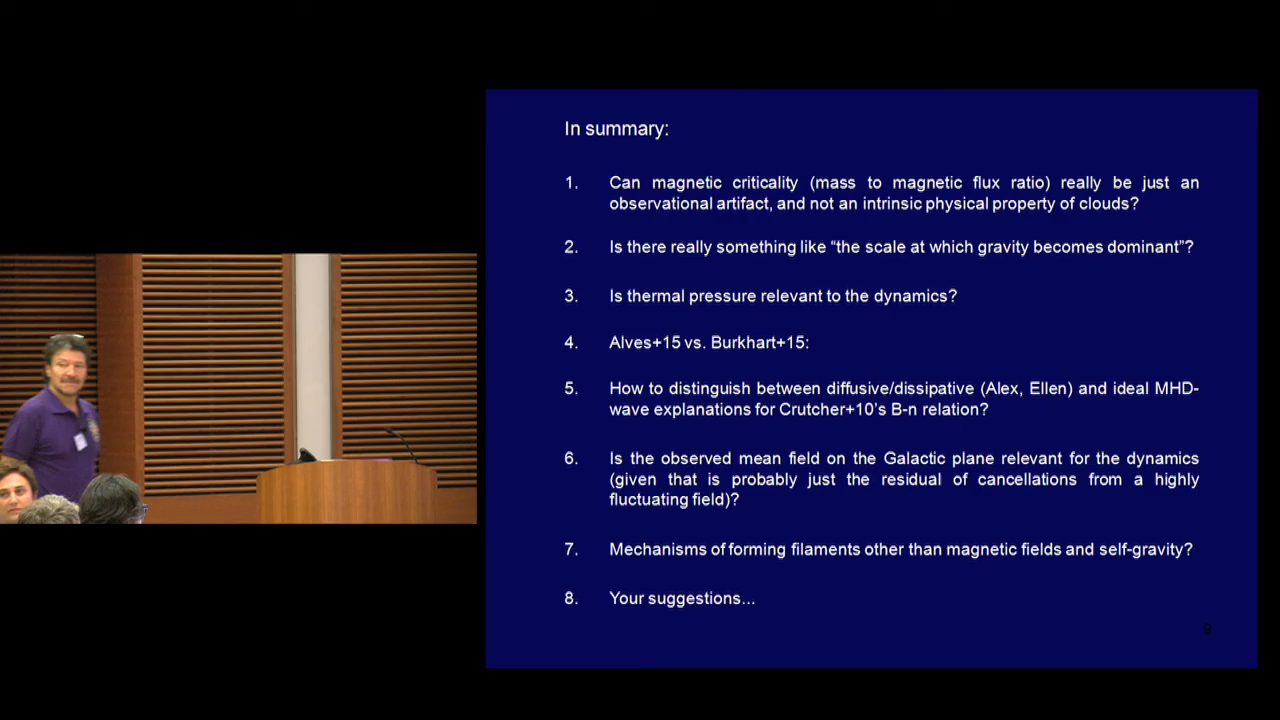 In summary:
1. Can magnetic criticality (mass to magnetic flux ratio) really be just an
observational artifact, and not an intrinsic physical property of clouds?
2. Is there really something like “the scale at which gravity becomes dominant”?
3. Is thermal pressure relevant to the dynamics?
4. Alves+15 vs. Burkhart+15:
5. How to distinguish between diffusive/dissipative (Alex, Ellen) and ideal MHD-
wave explanations for Crutcher+10’s B-n relation?
6. Is the observed mean field on the Galactic plane relevant for the dynamics
(given that is probably just the residual of cancellations from a highly
fluctuating field)?
7. Mechanisms of forming filaments other than magnetic fields and self-gravity?
8. Your suggestions...
9